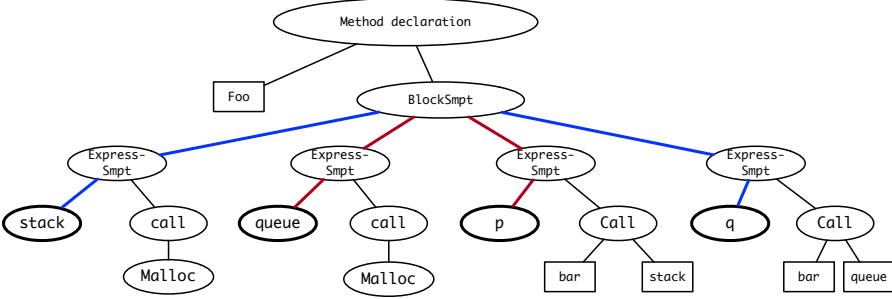 Method declaration
Foo
BlockSmpt
Express-
Smpt
Express-
Smpt
Express-
Smpt
Express-
Smpt
stack
call
queue
call
p
Call
q
Call
Malloc
Malloc
bar
stack
bar
queue